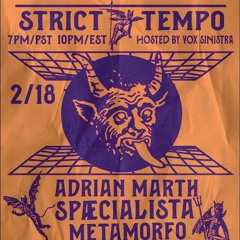 STRICT TEMPO
7PM/PST 10PM/EST HOSTED BY VOX SINISTRA
2/18
ADRIAN MARTH
SPÆCIALISTA
METAMORFO